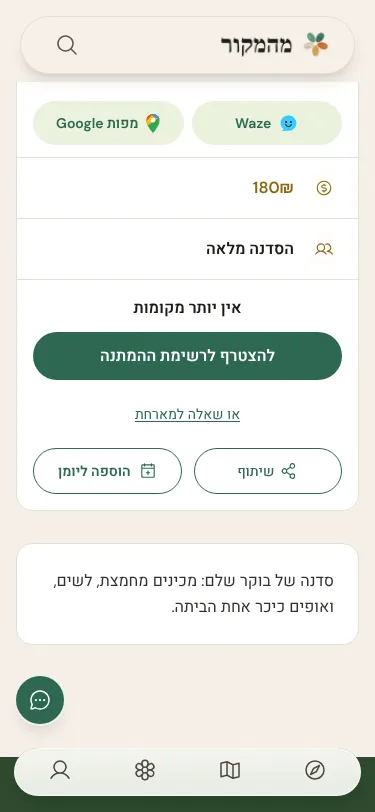 מהמקור
Waze
מפות Google
180₪
הסדנה מלאה
אין יותר מקומות
להצטרף לרשימת ההמתנה
או שאלה למארחת
שיתוף
הוספה ליומן
סדנה של בוקר שלם: מכינים מחמצת, לשים,
ואופים כיכר אחת הביתה.